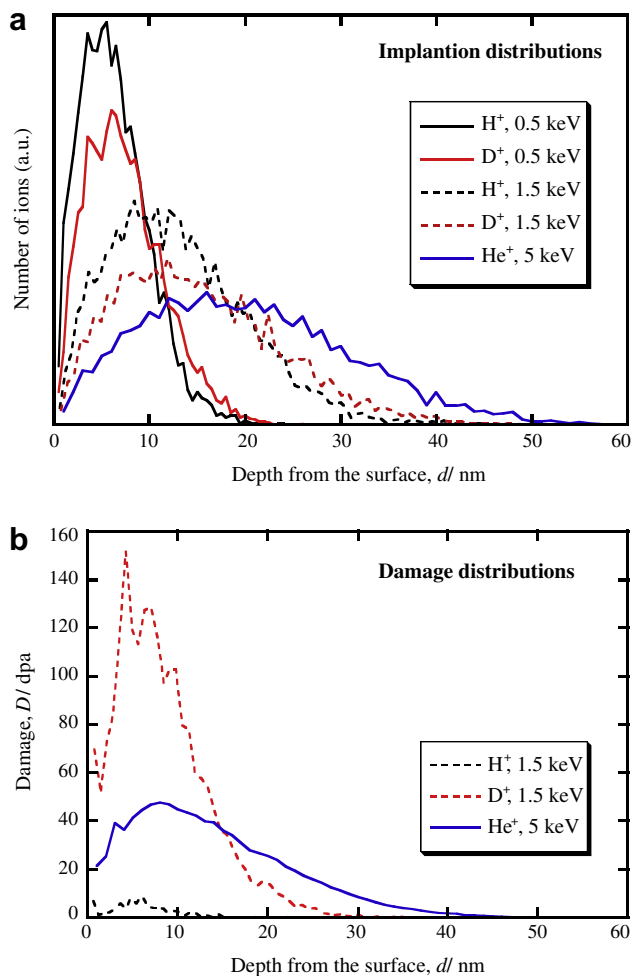 a
Implantion distributions
H⁺, 0.5 keV
D⁺, 0.5 keV
H⁺, 1.5 keV
D⁺, 1.5 keV
He⁺, 5 keV
Number of ions (a.u.)
0 10 20 30 40 50 60
Depth from the surface, d/ nm
b
Damage distributions
160
140
120
100
80
60
40
20
0
Damage, D/ dpa
H⁺, 1.5 keV
D⁺, 1.5 keV
He⁺, 5 keV
0 10 20 30 40 50 60
Depth from the surface, d/ nm